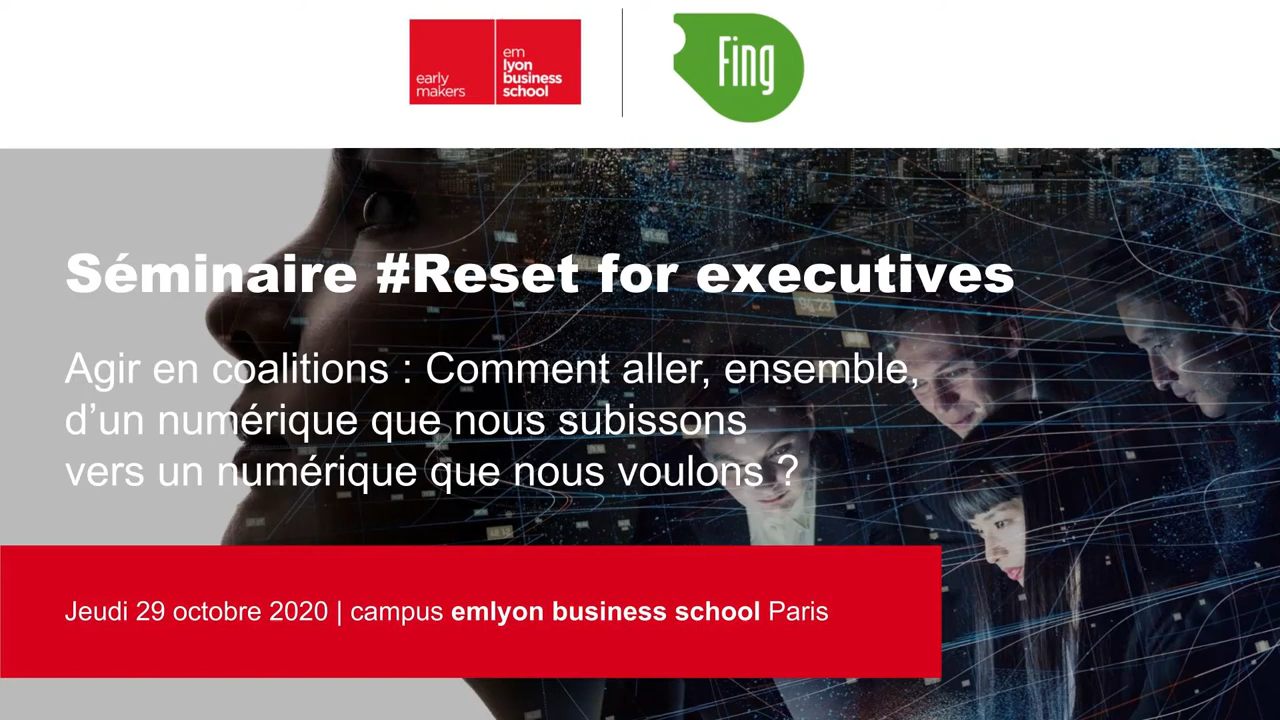 early
makers
em
lyon
business
school
Fing
Séminaire #Reset for executives
Agir en coalitions : Comment aller, ensemble,
d’un numérique que nous subissons
vers un numérique que nous voulons ?
Jeudi 29 octobre 2020 | campus emlyon business school Paris